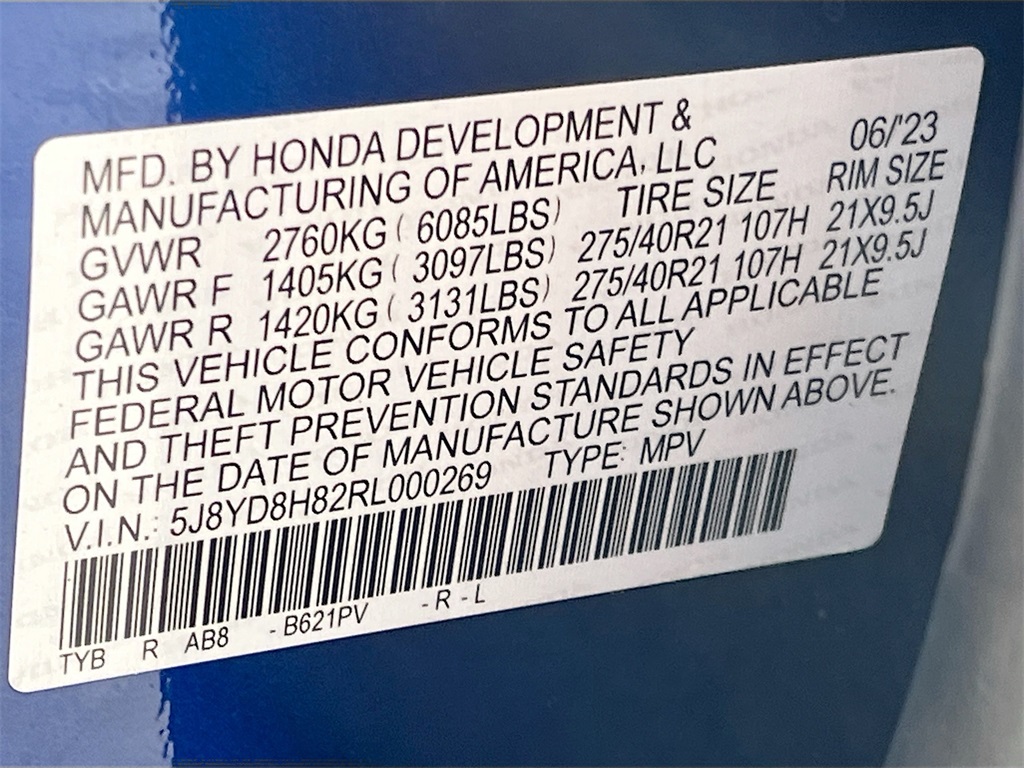 MFD. BY HONDA DEVELOPMENT &
MANUFACTURING OF AMERICA, LLC 06/'23
GVWR 2760KG ( 6085LBS) TIRE SIZE RIM SIZE
GAWR F 1405KG ( 3097LBS) 275/40R21 107H 21X9.5J
GAWR R 1420KG ( 3131LBS) 275/40R21 107H 21X9.5J
THIS VEHICLE CONFORMS TO ALL APPLICABLE
FEDERAL MOTOR VEHICLE SAFETY
AND THEFT PREVENTION STANDARDS IN EFFECT
ON THE DATE OF MANUFACTURE SHOWN ABOVE.
V.I.N.: 5J8YD8H82RL000269 TYPE: MPV
TYB R AB8 - B621PV - R - L